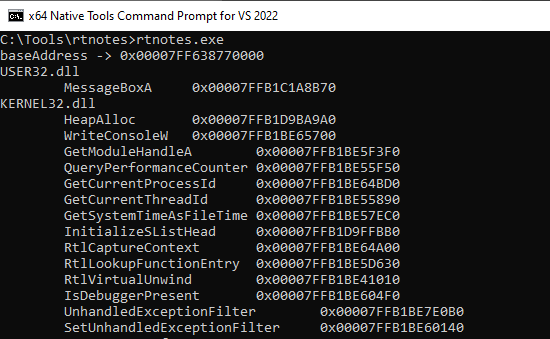 x64 Native Tools Command Prompt for VS 2022
C:\Tools\rtnotes>rtnotes.exe
baseAddress -> 0x00007FF638770000
USER32.dll
MessageBoxA 0x00007FFB1C1A8B70
KERNEL32.dll
HeapAlloc 0x00007FFB1D9BA9A0
WriteConsoleW 0x00007FFB1BE65700
GetModuleHandleA 0x00007FFB1BE5F3F0
QueryPerformanceCounter 0x00007FFB1BE55F50
GetCurrentProcessId 0x00007FFB1BE64BD0
GetCurrentThreadId 0x00007FFB1BE55890
GetSystemTimeAsFileTime 0x00007FFB1BE57EC0
InitializeSListHead 0x00007FFB1D9FFBB0
RtlCaptureContext 0x00007FFB1BE64A00
RtlLookupFunctionEntry 0x00007FFB1BE5D630
RtlVirtualUnwind 0x00007FFB1BE41010
IsDebuggerPresent 0x00007FFB1BE604F0
UnhandledExceptionFilter 0x00007FFB1BE7E0B0
SetUnhandledExceptionFilter 0x00007FFB1BE60140